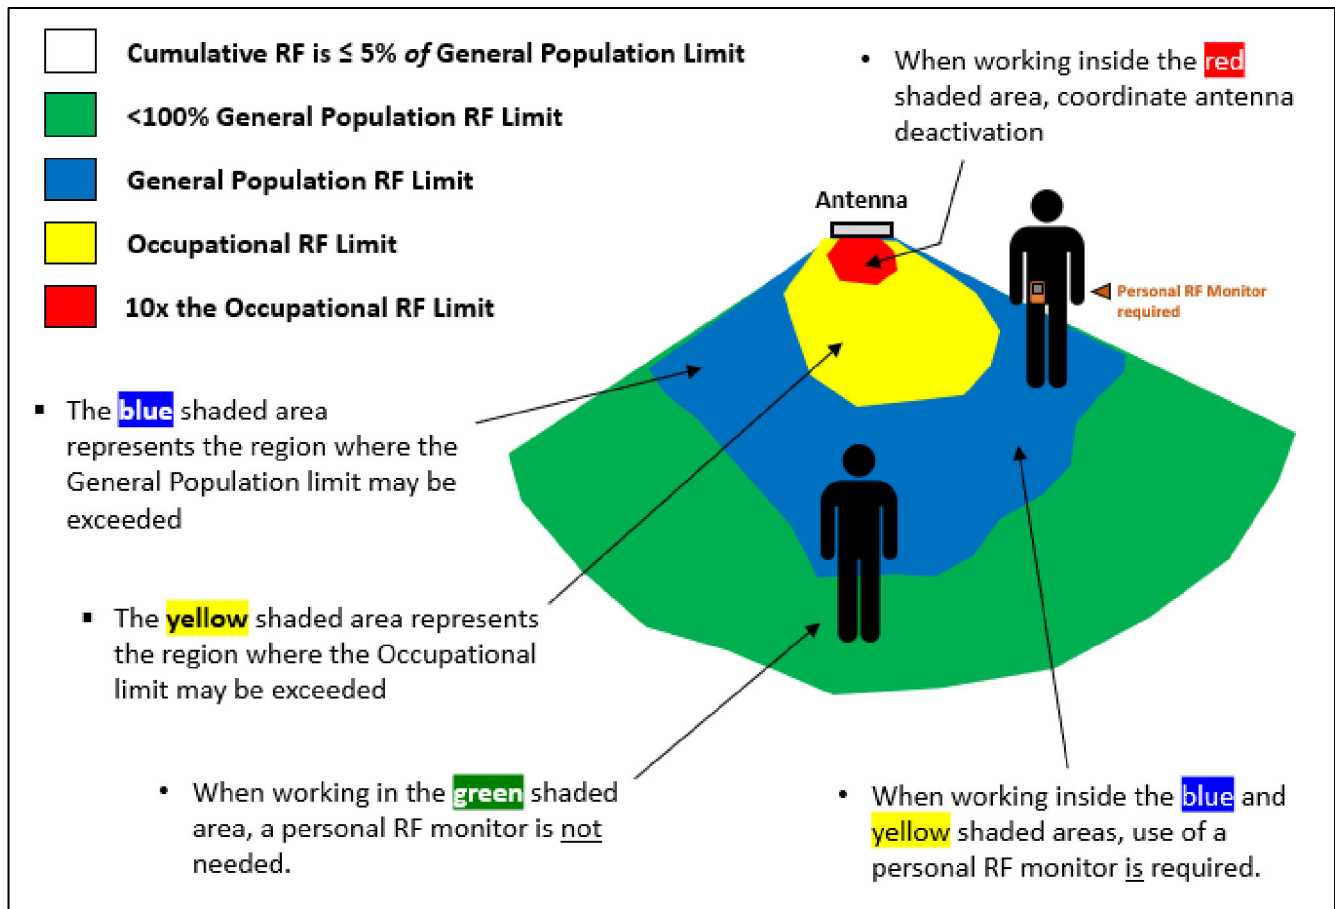 Cumulative RF is ≤ 5% of General Population Limit
<100% General Population RF Limit
General Population RF Limit
Occupational RF Limit
10x the Occupational RF Limit
• When working inside the red
shaded area, coordinate antenna
deactivation
Antenna
Personal RF Monitor
required
▪ The blue shaded area
represents the region where the
General Population limit may be
exceeded
▪ The yellow shaded area represents
the region where the Occupational
limit may be exceeded
• When working in the green shaded
area, a personal RF monitor is not
needed.
• When working inside the blue and
yellow shaded areas, use of a
personal RF monitor is required.